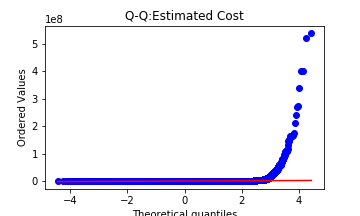 Q-Q:Estimated Cost
1e8
5
4
3
2
1
0
Ordered Values
−4 −2 0 2 4
Theoretical quantiles